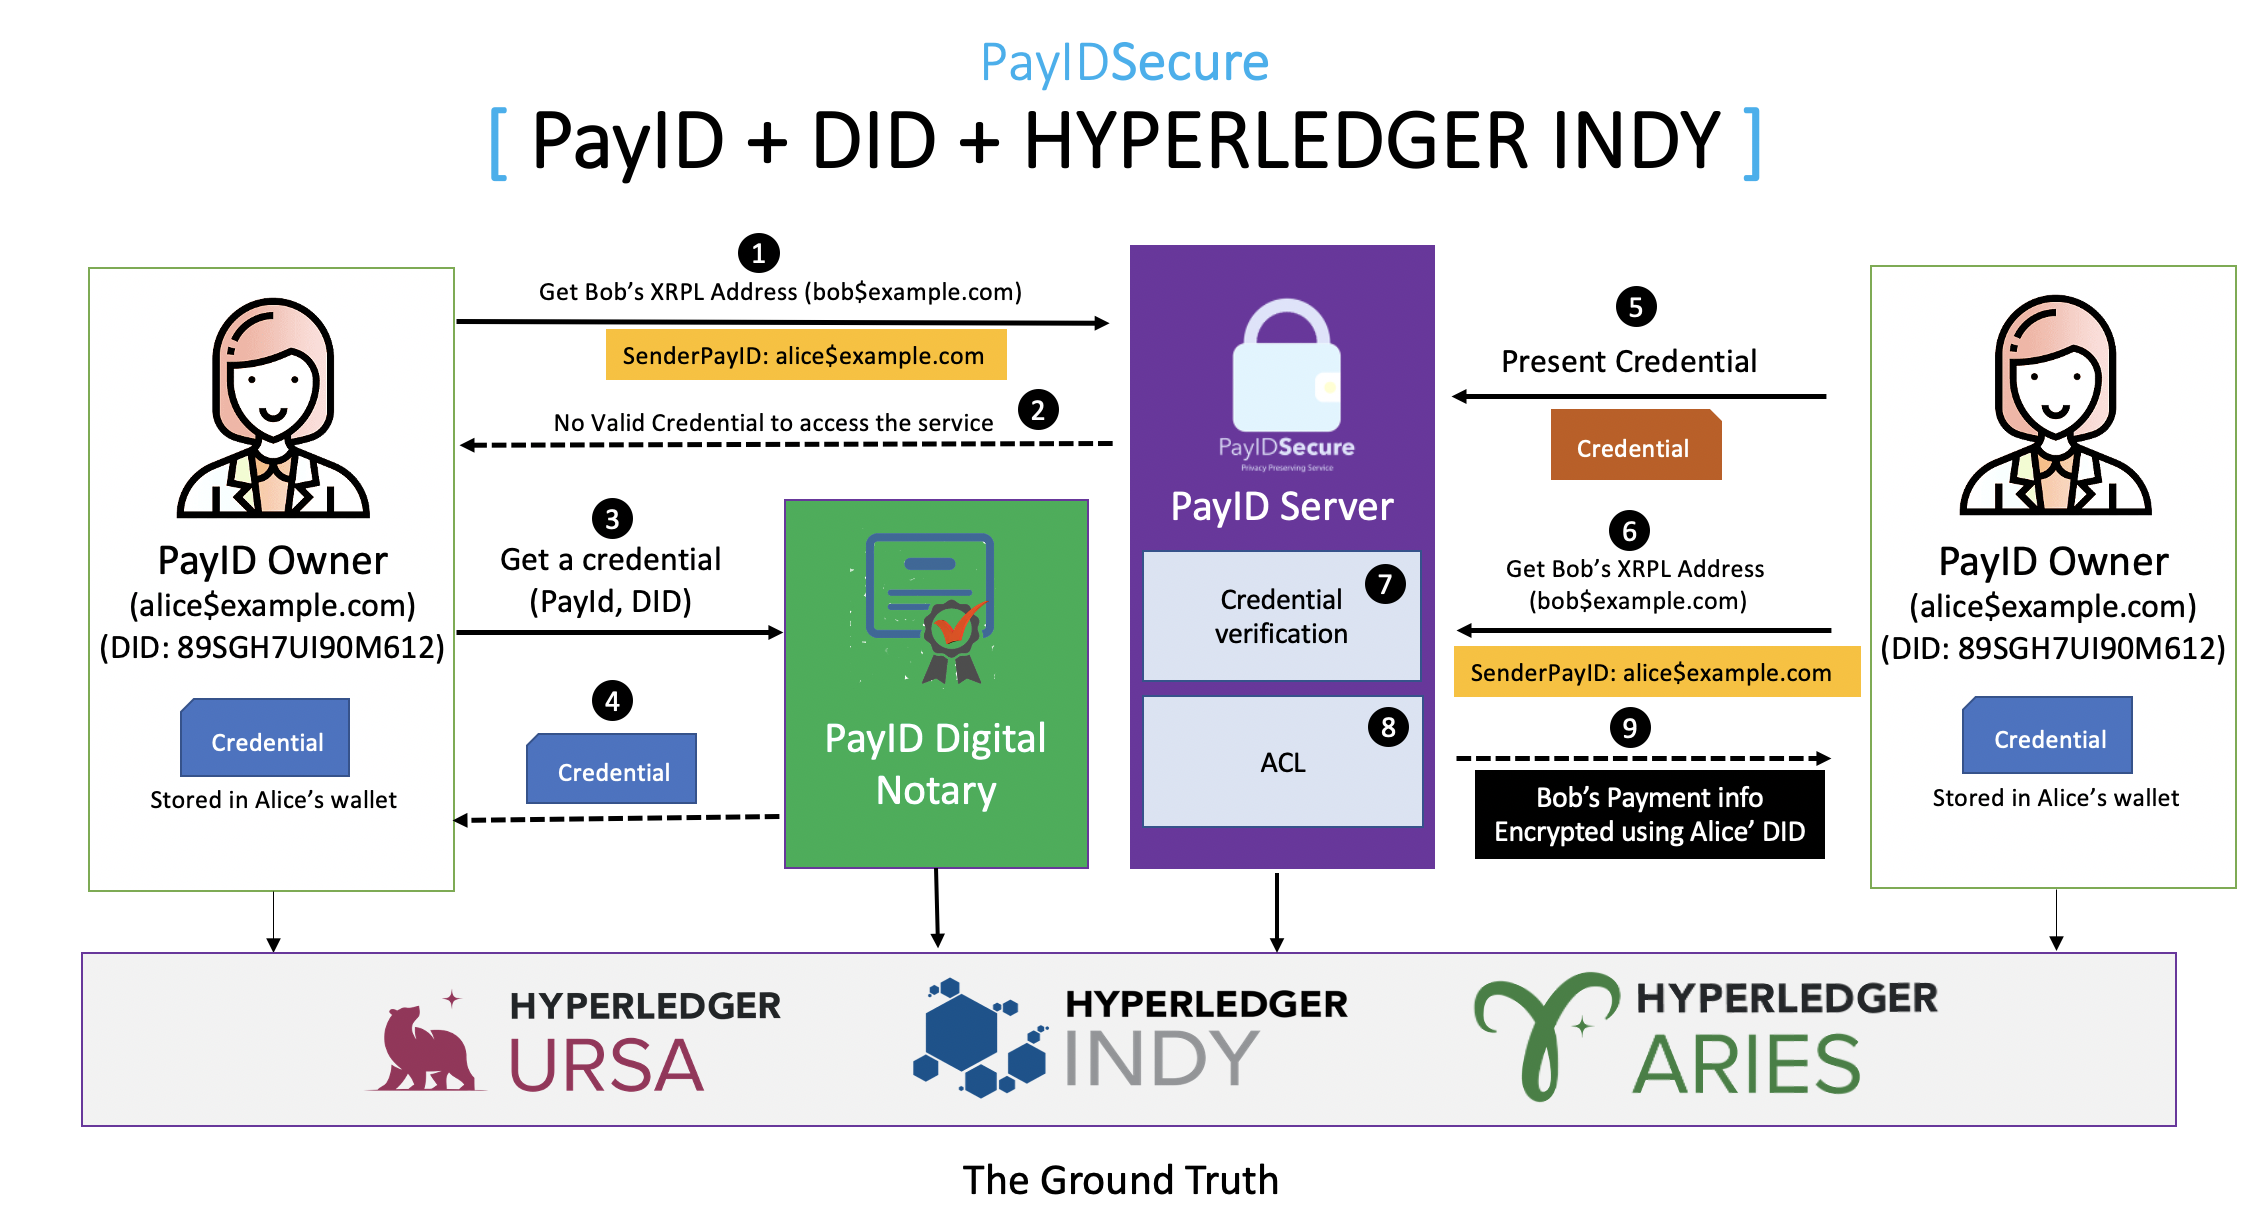 PayIDSecure
[ PayID + DID + HYPERLEDGER INDY ]
1
Get Bob's XRPL Address (bob$example.com)
SenderPayID: alice$example.com
2
No Valid Credential to access the service
3
Get a credential
(PayId, DID)
4
Credential
PayID Owner
(alice$example.com)
(DID: 89SGH7UI90M612)
Credential
Stored in Alice's wallet
PayID Digital
Notary
PayIDSecure
Privacy Preserving Service
PayID Server
7
Credential
verification
8
ACL
5
Present Credential
Credential
6
Get Bob's XRPL Address
(bob$example.com)
SenderPayID: alice$example.com
9
Bob's Payment info
Encrypted using Alice' DID
PayID Owner
(alice$example.com)
(DID: 89SGH7UI90M612)
Credential
Stored in Alice's wallet
HYPERLEDGER
URSA
HYPERLEDGER
INDY
HYPERLEDGER
ARIES
The Ground Truth